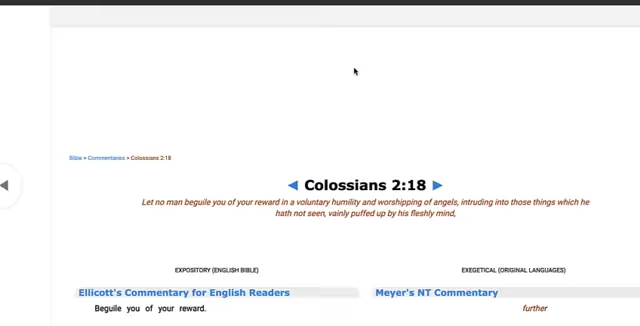 Bible > Commentaries > Colossians 2:18
◄ Colossians 2:18 ►
Let no man beguile you of your reward in a voluntary humility and worshipping of angels, intruding into those things which he
hath not seen, vainly puffed up by his fleshly mind,
EXPOSITORY (ENGLISH BIBLE)
Ellicott's Commentary for English Readers
Beguile you of your reward.
EXEGETICAL (ORIGINAL LANGUAGES)
Meyer's NT Commentary
further